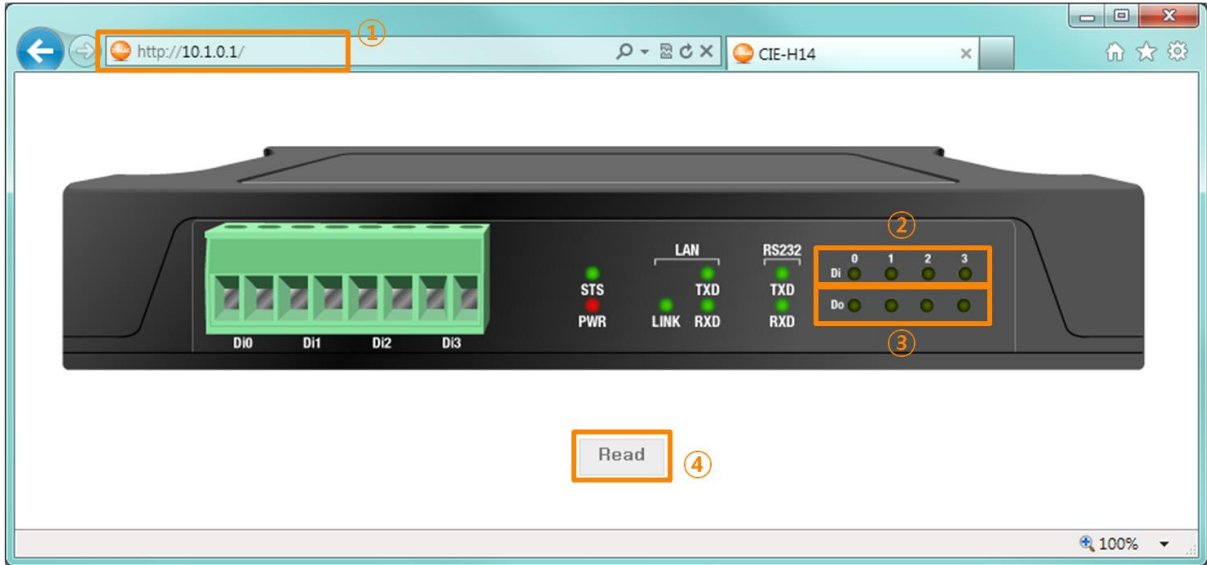 ①
http://10.1.0.1/
CIE-H14
②
LAN RS232
0 1 2 3
Di
STS TXD TXD
Do
PWR LINK RXD RXD
Di0 Di1 Di2 Di3
③
Read
④
100%